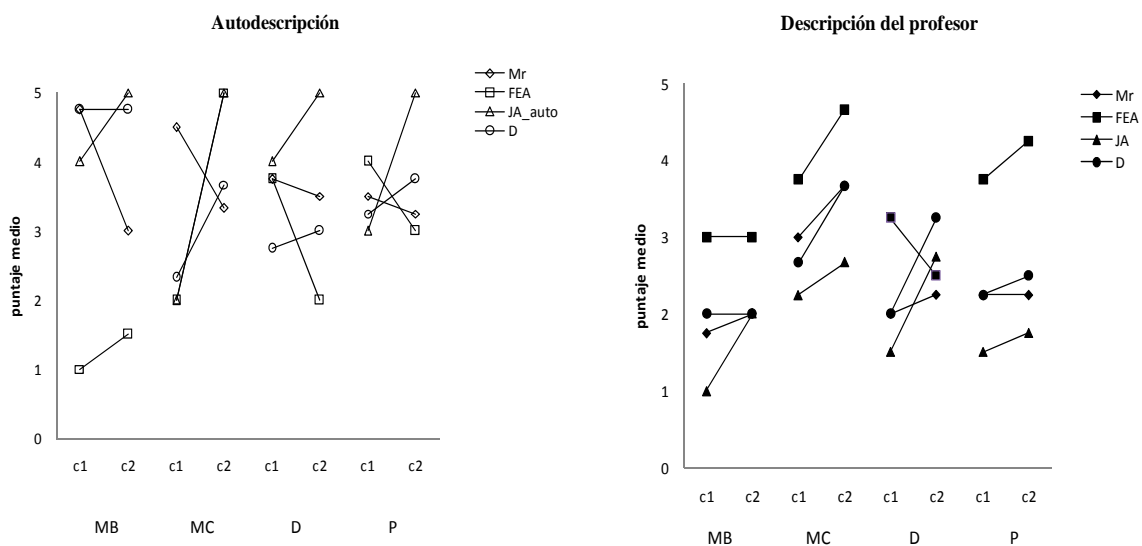 Autodescripción
Mr
FEA
JA_auto
D
puntaje medio
5
4
3
2
1
0
c1 c2 c1 c2 c1 c2 c1 c2
MB MC D P
Descripción del profesor
Mr
FEA
JA
D
puntaje medio
5
4
3
2
1
0
c1 c2 c1 c2 c1 c2 c1 c2
MB MC D P